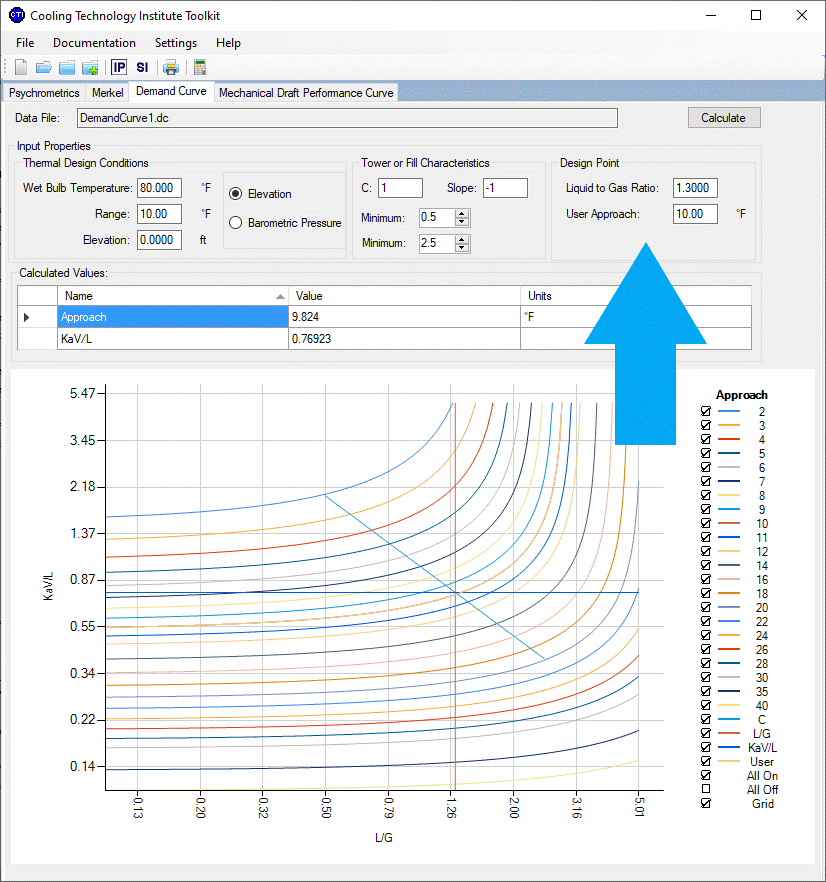 CTI Cooling Technology Institute Toolkit
File Documentation Settings Help
IP SI
Psychrometrics Merkel Demand Curve Mechanical Draft Performance Curve
Data File: DemandCurve1.dc Calculate
Input Properties
Thermal Design Conditions
Wet Bulb Temperature: 80.000 °F
Range: 10.00 °F
Elevation: 0.0000 ft
Elevation
Barometric Pressure
Tower or Fill Characteristics
C: 1 Slope: -1
Minimum: 0.5
Minimum: 2.5
Design Point
Liquid to Gas Ratio: 1.3000
User Approach: 10.00 °F
Calculated Values:
Name Value Units
Approach 9.824 °F
KaV/L 0.76923
5.47
3.45
2.18
1.37
0.87
0.55
0.34
0.22
0.14
KaV/L
0.13 0.20 0.32 0.50 0.79 1.26 2.00 3.16 5.01
L/G
Approach
2
3
4
5
6
7
8
9
10
11
12
14
16
18
20
22
24
26
28
30
35
40
C
L/G
KaV/L
User
All On
All Off
Grid